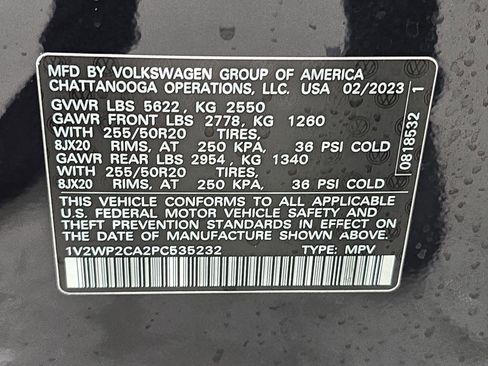 MFD BY VOLKSWAGEN GROUP OF AMERICA
CHATTANOOGA OPERATIONS, LLC. USA 02/2023
GVWR LBS 5622, KG 2550
GAWR FRONT LBS 2778, KG 1260
WITH 255/50R20 TIRES,
8JX20 RIMS, AT 250 KPA, 36 PSI COLD
GAWR REAR LBS 2954, KG 1340
WITH 255/50R20 TIRES,
8JX20 RIMS, AT 250 KPA, 36 PSI COLD
THIS VEHICLE CONFORMS TO ALL APPLICABLE
U.S. FEDERAL MOTOR VEHICLE SAFETY AND
THEFT PREVENTION STANDARDS IN EFFECT ON
THE DATE OF MANUFACTURE SHOWN ABOVE.
1V2WP2CA2PC535232 TYPE: MPV
0818532 1